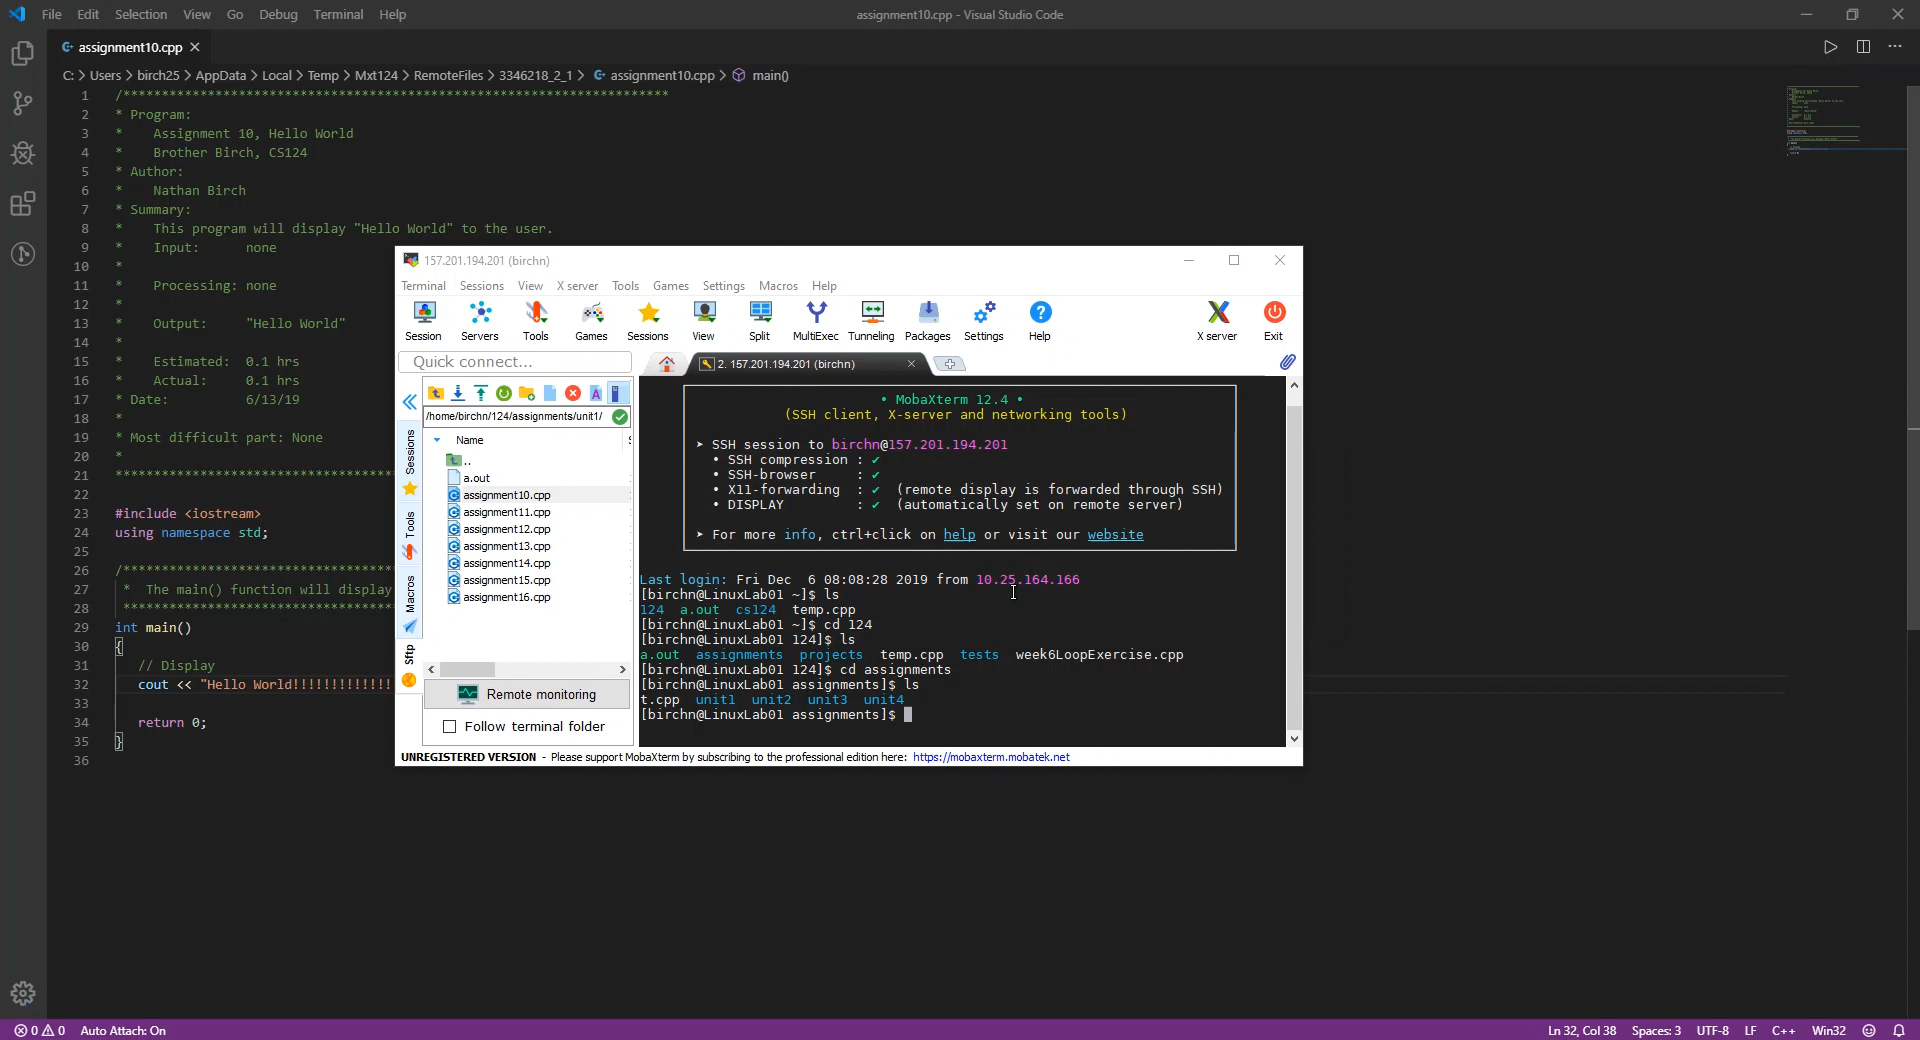 File Edit Selection View Go Debug Terminal Help
assignment10.cpp - Visual Studio Code
assignment10.cpp
C: > Users > birch25 > AppData > Local > Temp > Mxt124 > RemoteFiles > 3346218_2_1 > assignment10.cpp > main()
1 /***********************************************************************
2 * Program:
3 *    Assignment 10, Hello World
4 *    Brother Birch, CS124
5 * Author:
6 *    Nathan Birch
7 * Summary:
8 *    This program will display "Hello World" to the user.
9 *    Input:      none
10 *
11 *    Processing: none
12 *
13 *    Output:     "Hello World"
14 *
15 *    Estimated:  0.1 hrs
16 *    Actual:     0.1 hrs
17 * Date:          6/13/19
18 *
19 * Most difficult part: None
20 *
21 ************************************
22
23 #include <iostream>
24 using namespace std;
25
26 /************************************
27 *  The main() function will display
28 ***********************************
29 int main()
30 {
31    // Display
32    cout << "Hello World!!!!!!!!!!!!!
33
34    return 0;
35 }
36
157.201.194.201 (birchn)
Terminal Sessions View X server Tools Games Settings Macros Help
Session Servers Tools Games Sessions View Split MultiExec Tunneling Packages Settings Help X server Exit
Quick connect...
2. 157.201.194.201 (birchn)
/home/birchn/124/assignments/unit1/
Name
..
a.out
assignment10.cpp
assignment11.cpp
assignment12.cpp
assignment13.cpp
assignment14.cpp
assignment15.cpp
assignment16.cpp
Sessions
Tools
Macros
Sftp
Remote monitoring
Follow terminal folder
• MobaXterm 12.4 •
(SSH client, X-server and networking tools)
➤ SSH session to birchn@157.201.194.201
• SSH compression : ✔
• SSH-browser     : ✔
• X11-forwarding  : ✔  (remote display is forwarded through SSH)
• DISPLAY         : ✔  (automatically set on remote server)
➤ For more info, ctrl+click on help or visit our website
Last login: Fri Dec  6 08:08:28 2019 from 10.25.164.166
[birchn@LinuxLab01 ~]$ ls
124  a.out  cs124  temp.cpp
[birchn@LinuxLab01 ~]$ cd 124
[birchn@LinuxLab01 124]$ ls
a.out  assignments  projects  temp.cpp  tests  week6LoopExercise.cpp
[birchn@LinuxLab01 124]$ cd assignments
[birchn@LinuxLab01 assignments]$ ls
t.cpp  unit1  unit2  unit3  unit4
[birchn@LinuxLab01 assignments]$
UNREGISTERED VERSION - Please support MobaXterm by subscribing to the professional edition here: https://mobaxterm.mobatek.net
0 0 Auto Attach: On
Ln 32, Col 38 Spaces: 3 UTF-8 LF C++ Win32